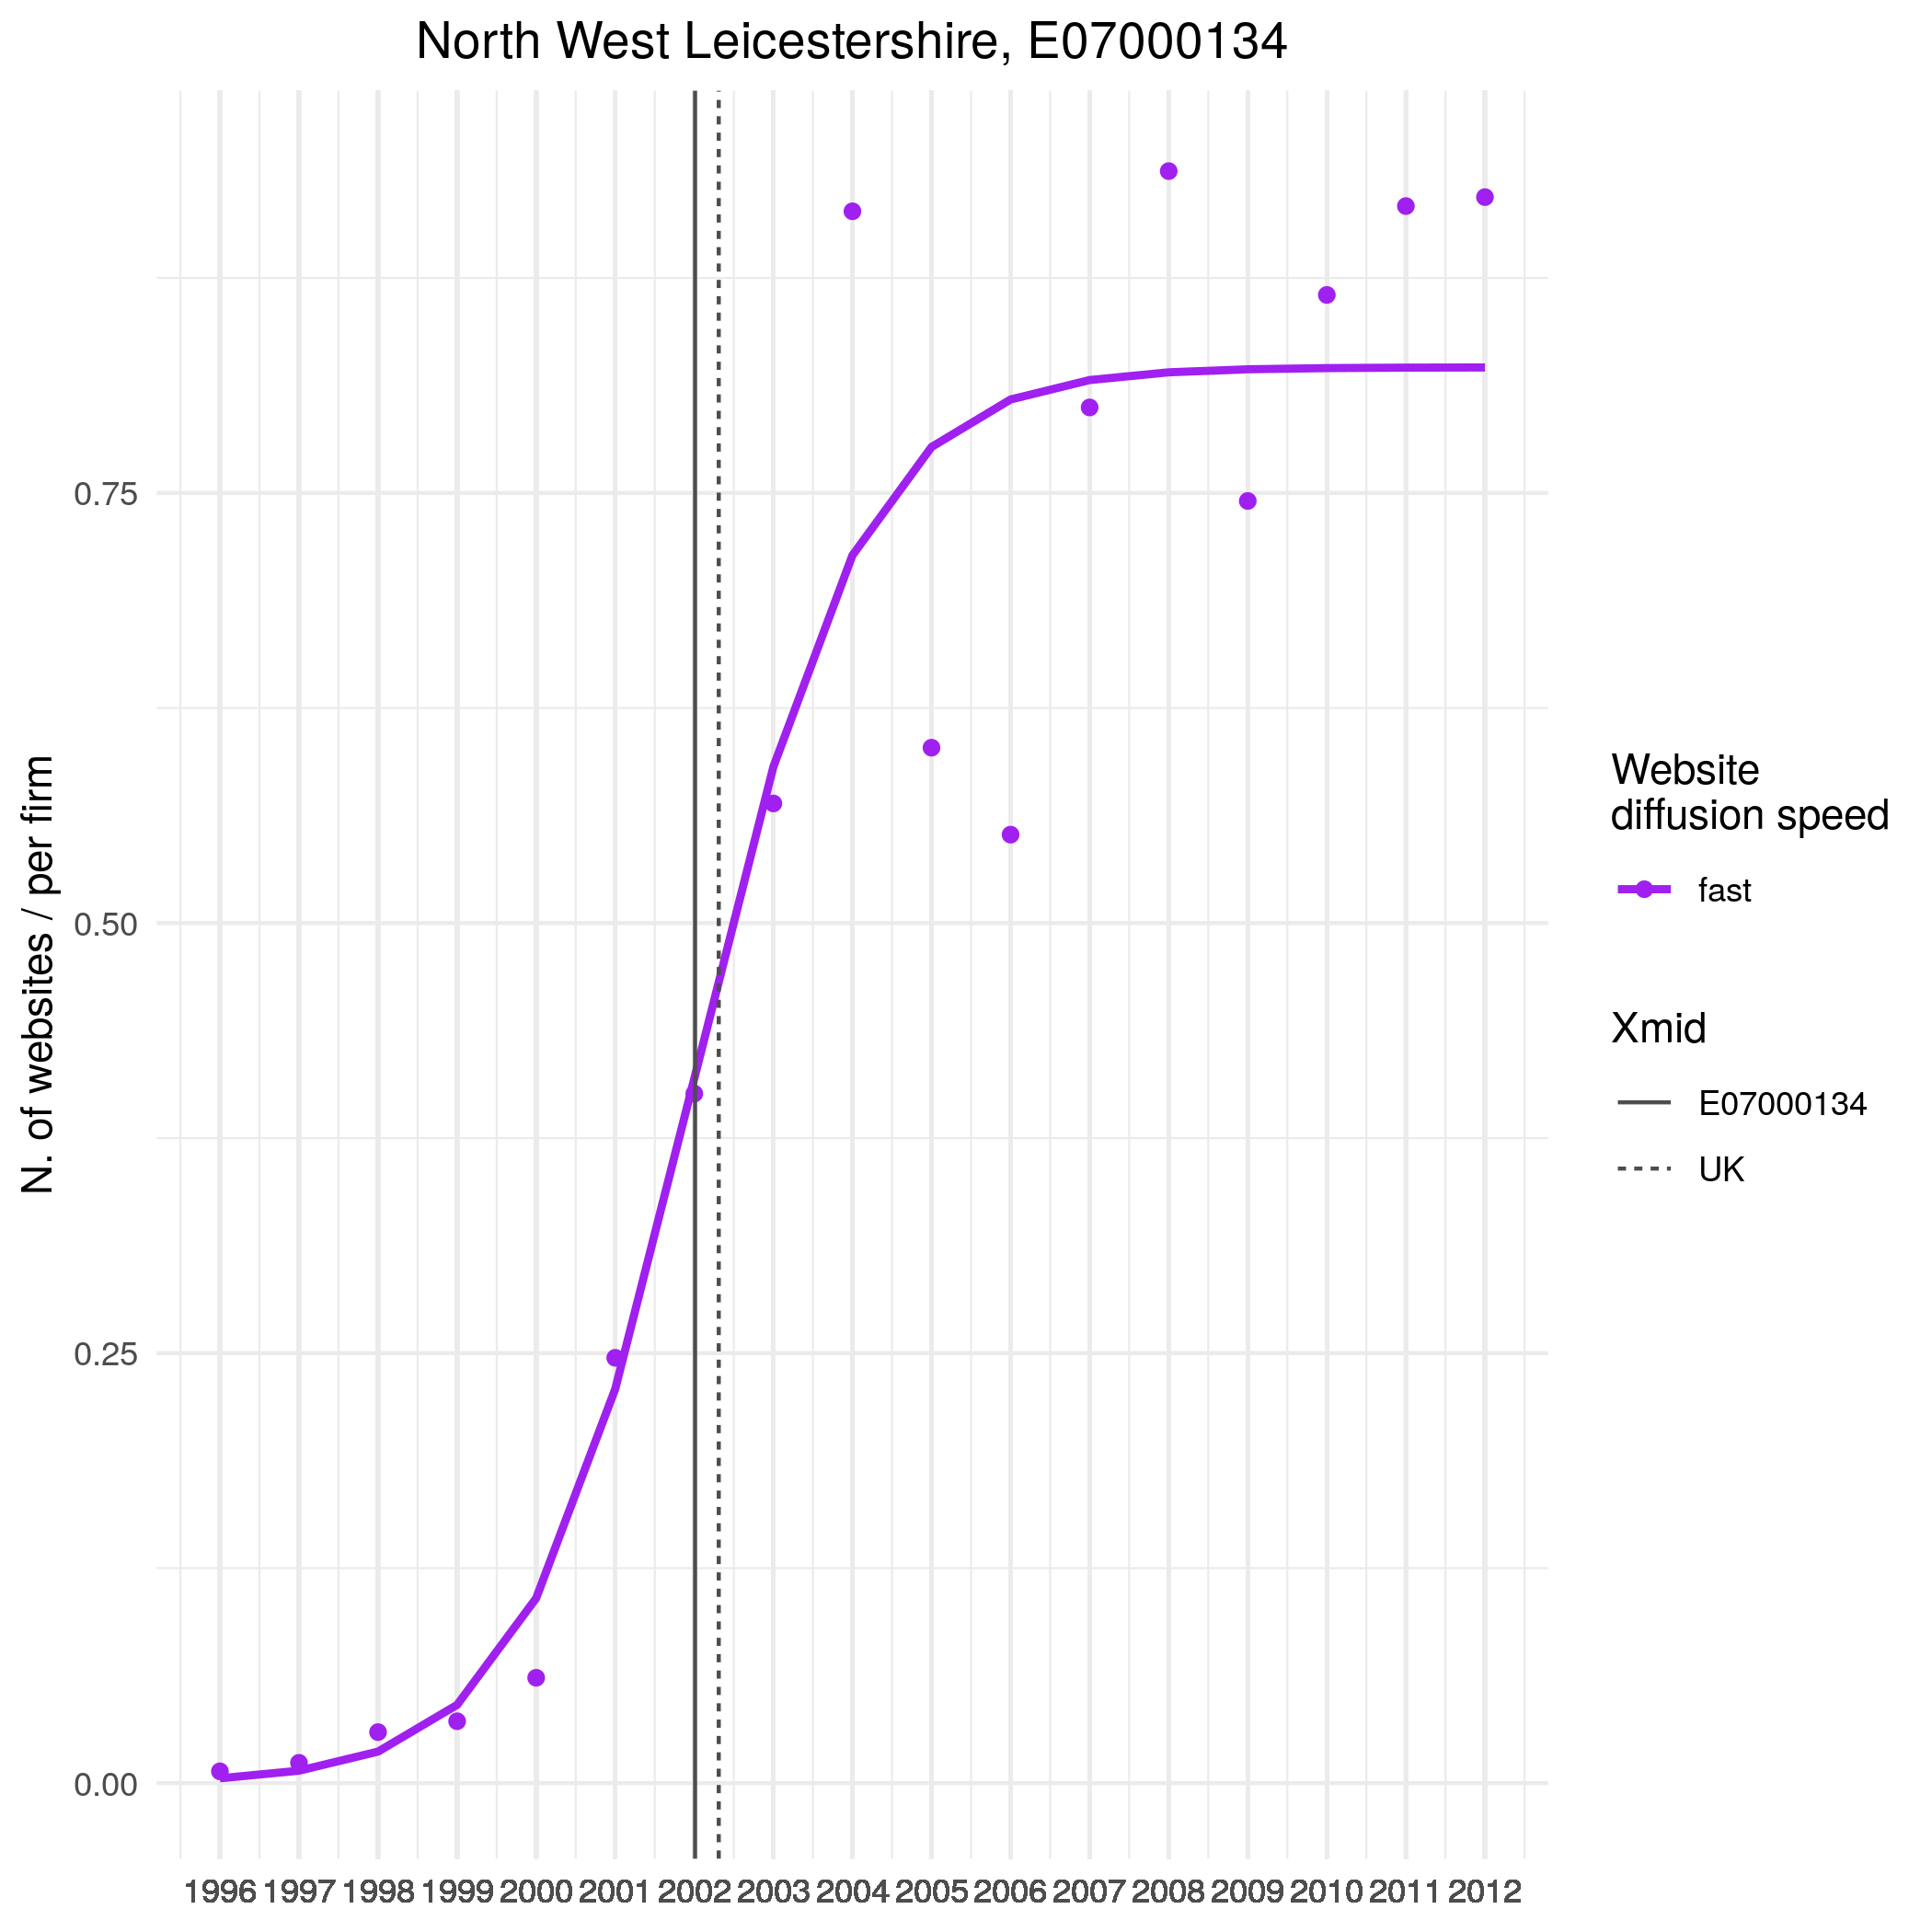 North West Leicestershire, E07000134
N. of websites / per firm
0.75
0.50
0.25
0.00
1996 1997 1998 1999 2000 2001 2002 2003 2004 2005 2006 2007 2008 2009 2010 2011 2012
Website
diffusion speed
fast
Xmid
E07000134
UK